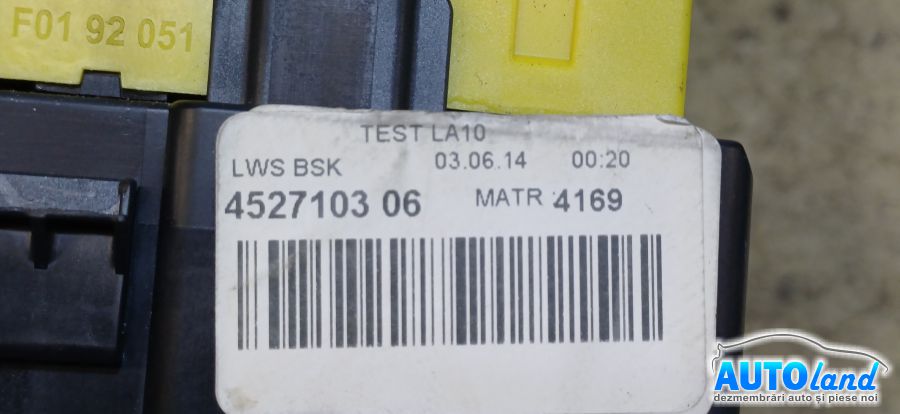 F01 92 051
TEST LA10
LWS BSK 03.06.14 00:20
4527103 06 MATR 4169
AUTOland
dezmembrări auto și piese noi